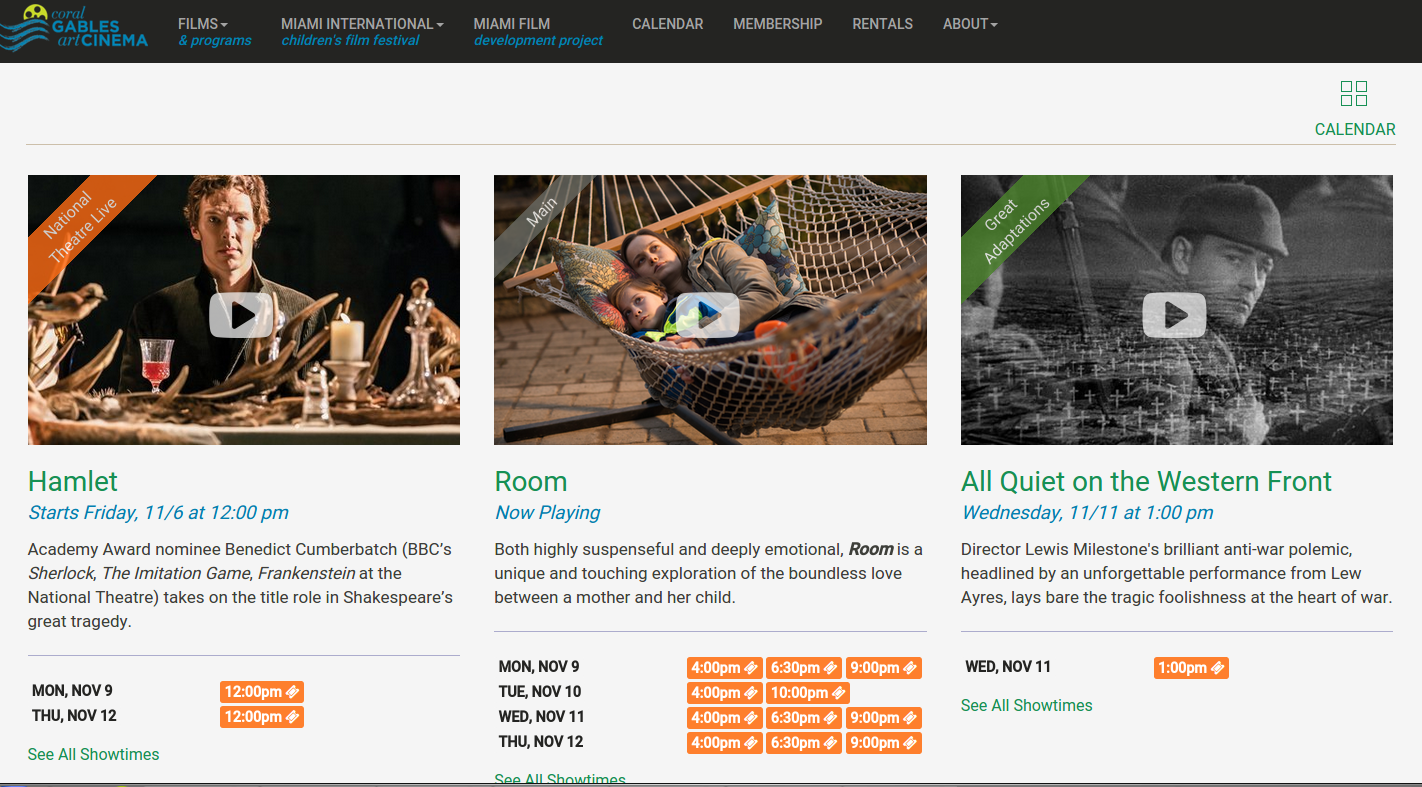 coral
GABLES
artCINEMA
FILMS
& programs
MIAMI INTERNATIONAL
children's film festival
MIAMI FILM
development project
CALENDAR
MEMBERSHIP
RENTALS
ABOUT
CALENDAR
National
Theatre Live
Main
Great
Adaptations
Hamlet
Starts Friday, 11/6 at 12:00 pm
Academy Award nominee Benedict Cumberbatch (BBC’s
Sherlock, The Imitation Game, Frankenstein at the
National Theatre) takes on the title role in Shakespeare’s
great tragedy.
MON, NOV 9 12:00pm
THU, NOV 12 12:00pm
See All Showtimes
Room
Now Playing
Both highly suspenseful and deeply emotional, Room is a
unique and touching exploration of the boundless love
between a mother and her child.
MON, NOV 9 4:00pm 6:30pm 9:00pm
TUE, NOV 10 4:00pm 10:00pm
WED, NOV 11 4:00pm 6:30pm 9:00pm
THU, NOV 12 4:00pm 6:30pm 9:00pm
See All Showtimes
All Quiet on the Western Front
Wednesday, 11/11 at 1:00 pm
Director Lewis Milestone's brilliant anti-war polemic,
headlined by an unforgettable performance from Lew
Ayres, lays bare the tragic foolishness at the heart of war.
WED, NOV 11 1:00pm
See All Showtimes